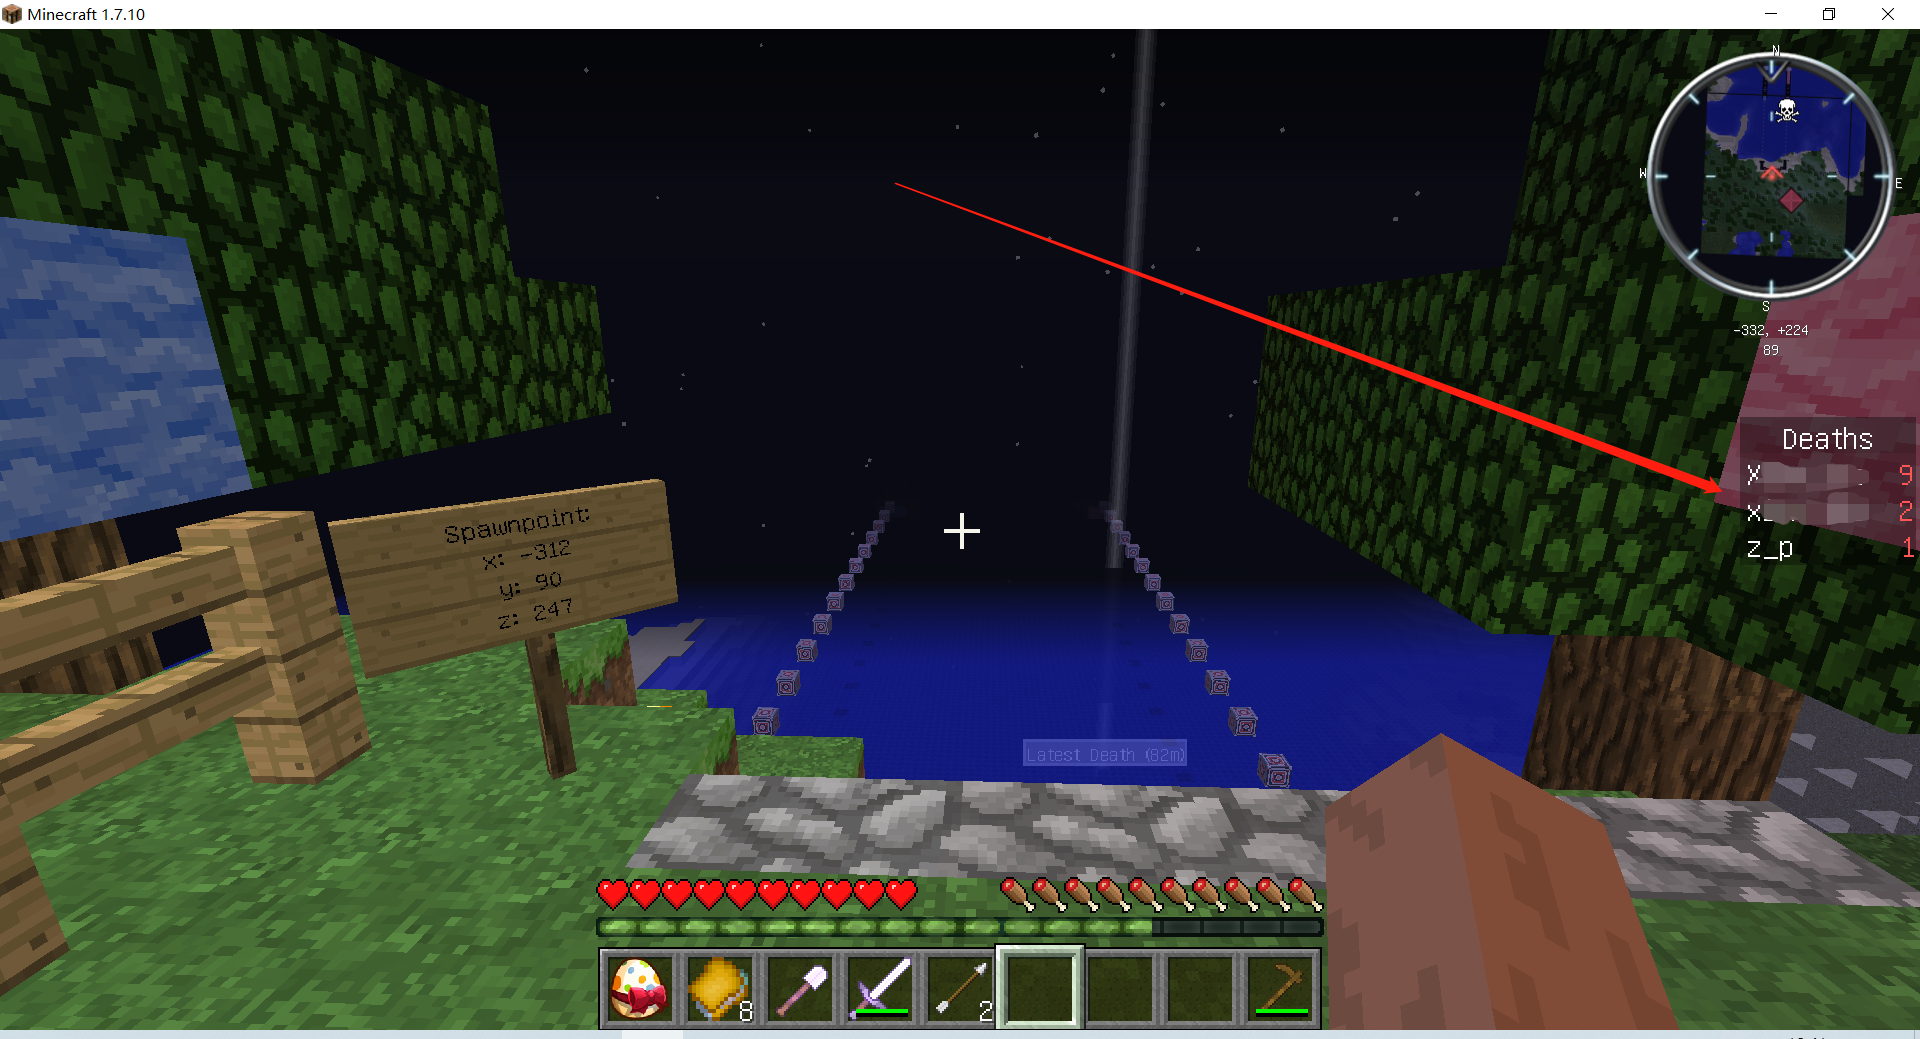 Minecraft 1.7.10
N
W
E
S
-332, +224
89
Deaths
X 9
x 2
z_p 1
Spawnpoint:
x: -312
y: 90
z: 247
Latest Death (82m)
8
2